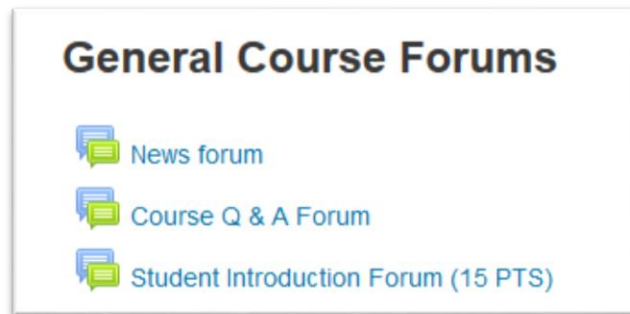 General Course Forums
News forum
Course Q & A Forum
Student Introduction Forum (15 PTS)